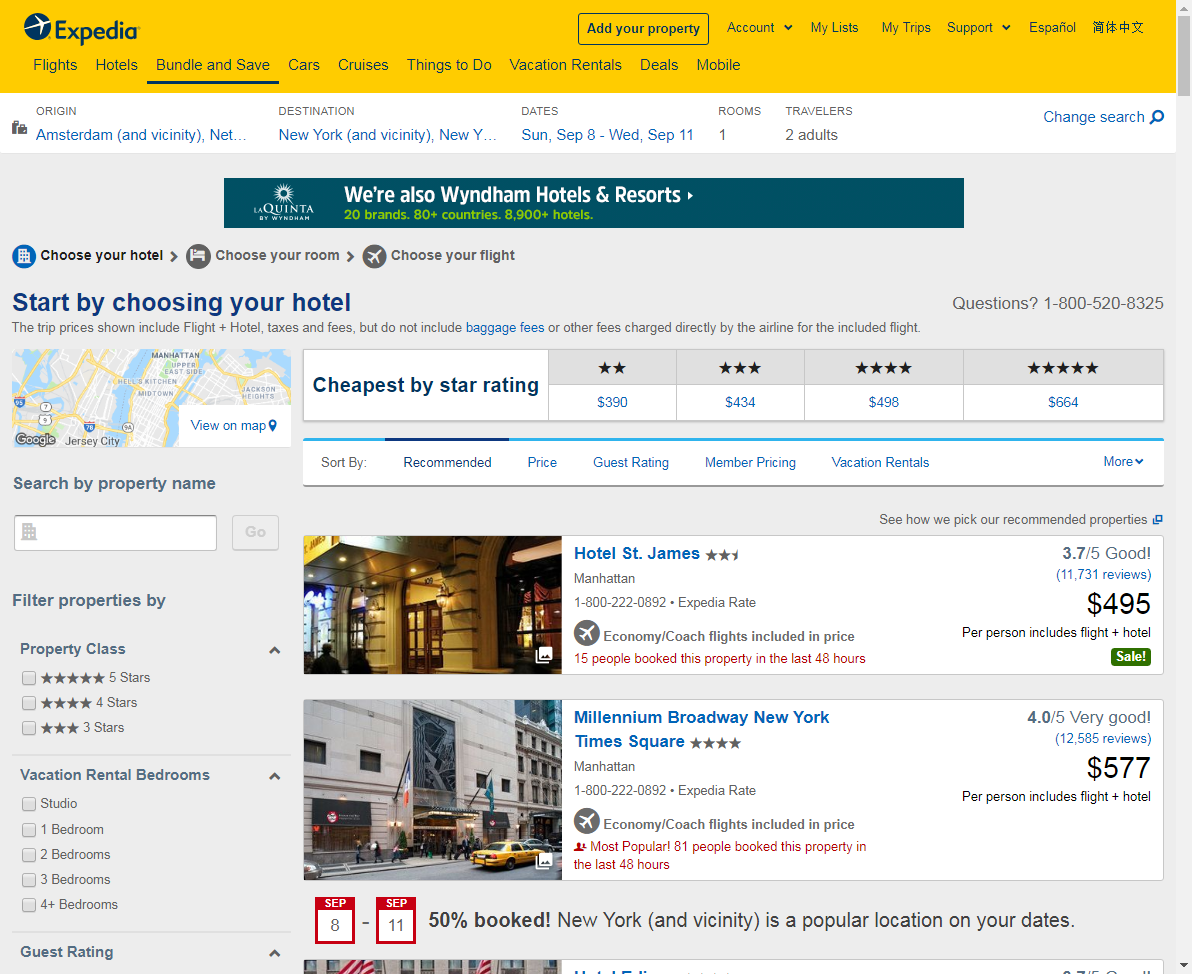 Expedia
Add your property
Account
My Lists
My Trips
Support
Español
简体中文
Flights
Hotels
Bundle and Save
Cars
Cruises
Things to Do
Vacation Rentals
Deals
Mobile
ORIGIN
Amsterdam (and vicinity), Net...
DESTINATION
New York (and vicinity), New Y...
DATES
Sun, Sep 8 - Wed, Sep 11
ROOMS
1
TRAVELERS
2 adults
Change search
LAQUINTA
BY WYNDHAM
We're also Wyndham Hotels & Resorts
20 brands. 80+ countries. 8,900+ hotels.
Choose your hotel
Choose your room
Choose your flight
Start by choosing your hotel
Questions? 1-800-520-8325
The trip prices shown include Flight + Hotel, taxes and fees, but do not include baggage fees or other fees charged directly by the airline for the included flight.
MANHATTAN
UPPER
EAST SIDE
HELL'S KITCHEN
MIDTOWN
JACKSON
HEIGHTS
95
7
9
78
9A
Google
Jersey City
View on map
Cheapest by star rating
★★
★★★
★★★★
★★★★★
$390
$434
$498
$664
Sort By:
Recommended
Price
Guest Rating
Member Pricing
Vacation Rentals
More
Search by property name
Go
Filter properties by
Property Class
★★★★★ 5 Stars
★★★★ 4 Stars
★★★ 3 Stars
Vacation Rental Bedrooms
Studio
1 Bedroom
2 Bedrooms
3 Bedrooms
4+ Bedrooms
Guest Rating
See how we pick our recommended properties
109
Hotel St. James
Manhattan
1-800-222-0892 • Expedia Rate
Economy/Coach flights included in price
15 people booked this property in the last 48 hours
3.7/5 Good!
(11,731 reviews)
$495
Per person includes flight + hotel
Sale!
Millennium Broadway New York
Times Square ★★★★
Manhattan
1-800-222-0892 • Expedia Rate
Economy/Coach flights included in price
Most Popular! 81 people booked this property in
the last 48 hours
4.0/5 Very good!
(12,585 reviews)
$577
Per person includes flight + hotel
SEP
8
-
SEP
11
50% booked! New York (and vicinity) is a popular location on your dates.